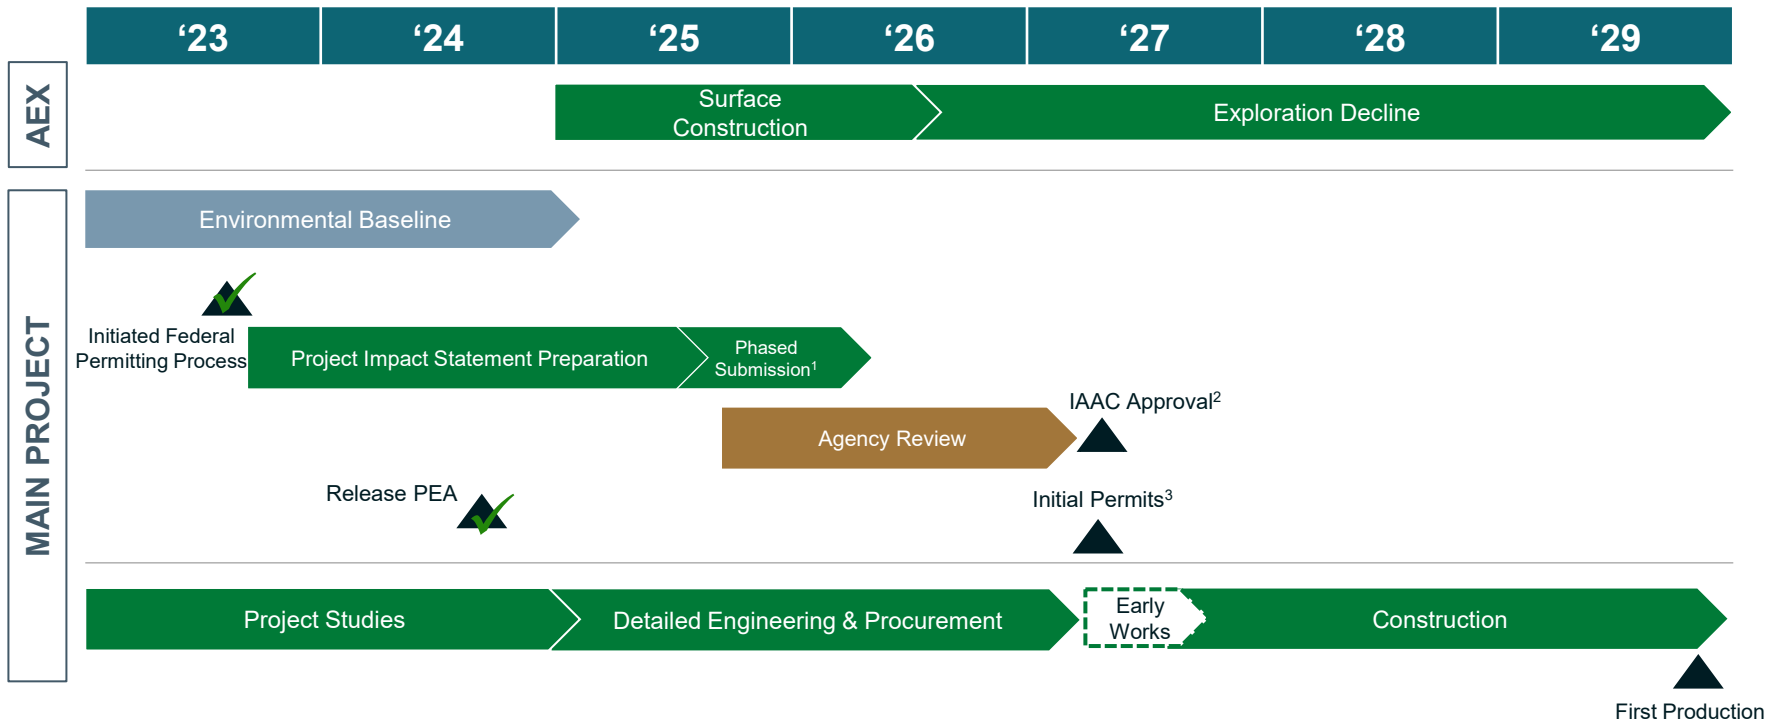 ‘23 ‘24 ‘25 ‘26 ‘27 ‘28 ‘29
AEX
Surface
Construction
Exploration Decline
MAIN PROJECT
Environmental Baseline
Initiated Federal
Permitting Process
Project Impact Statement Preparation
Phased
Submission¹
Agency Review
IAAC Approval²
Release PEA
Initial Permits³
Project Studies
Detailed Engineering & Procurement
Early
Works
Construction
First Production